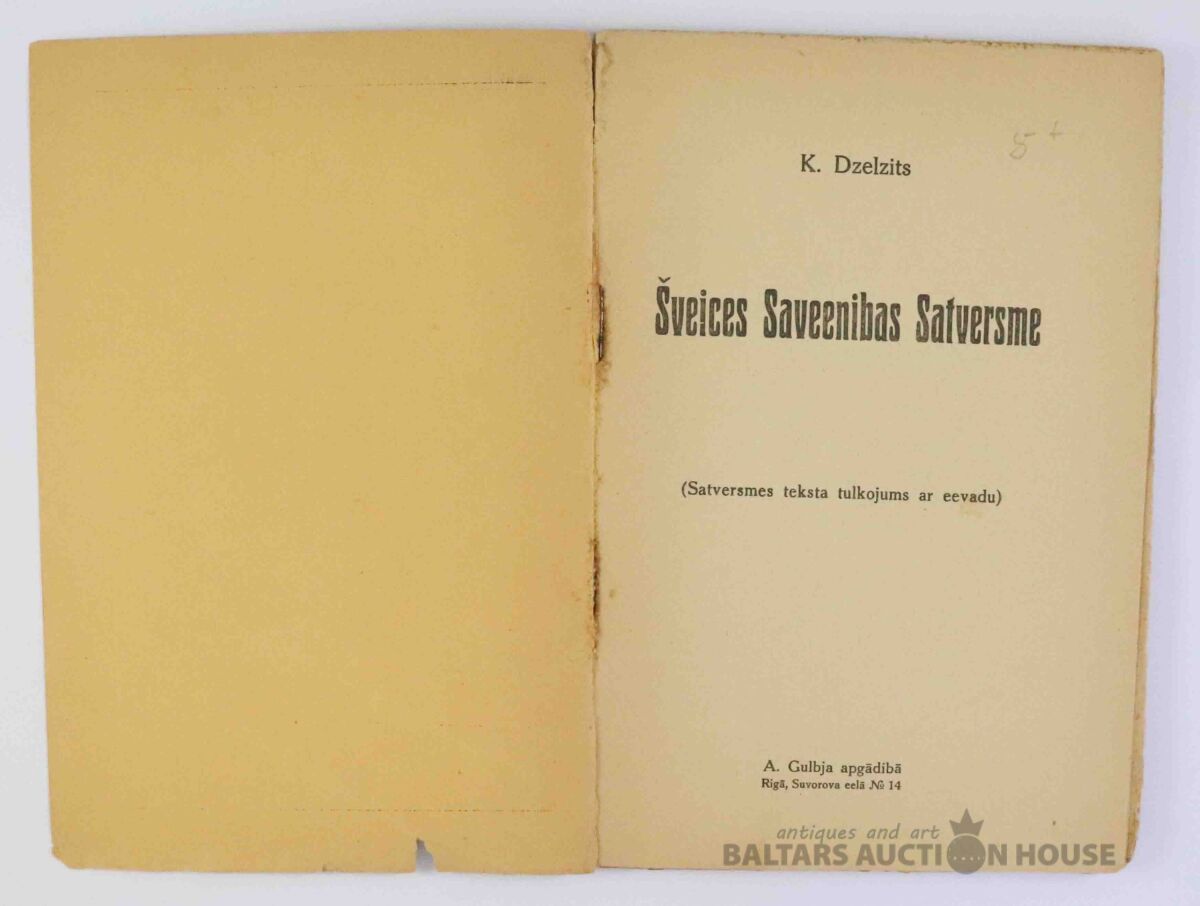 5 +
K. Dzelzits
Šveices Saveenibas Satversme
(Satversmes teksta tulkojums ar eevadu)
A. Gulbja apgādibā
Rigā, Suvorova eelā № 14
antiques and art
BALTARS AUCTION HOUSE